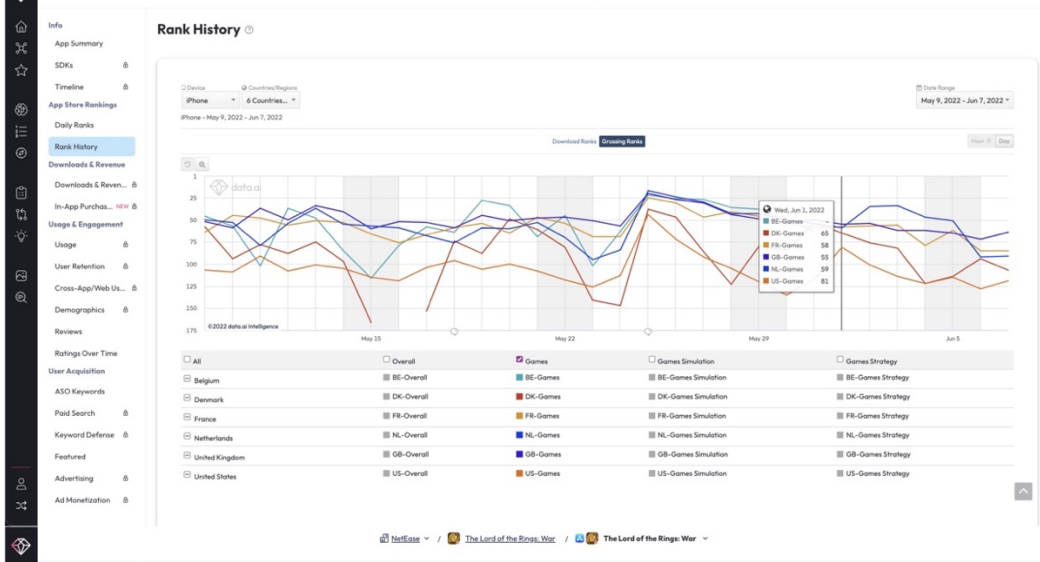 Info
Rank History
App Summary
SDKs
Timeline
App Store Rankings
Daily Ranks
Rank History
Downloads & Revenue
Downloads & Reven...
In-App Purchas... NEW
Usage & Engagement
Usage
User Retention
Cross-App/Web Us...
Demographics
Reviews
Ratings Over Time
User Acquisition
ASO Keywords
Paid Search
Keyword Defense
Featured
Advertising
Ad Monetization
Device Countries/Regions Date Range
iPhone 6 Countries... May 9, 2022 - Jun 7, 2022
iPhone - May 9, 2022 - Jun 7, 2022
Download Ranks Grossing Ranks Hour Day
data.ai
1
25
50
75
100
125
150
175
Wed, Jun 1, 2022
BE-Games -
DK-Games 65
FR-Games 58
GB-Games 55
NL-Games 59
US-Games 81
©2022 data.ai Intelligence
May 15 May 22 May 29 Jun 5
All Overall Games Games Simulation Games Strategy
Belgium BE-Overall BE-Games BE-Games Simulation BE-Games Strategy
Denmark DK-Overall DK-Games DK-Games Simulation DK-Games Strategy
France FR-Overall FR-Games FR-Games Simulation FR-Games Strategy
Netherlands NL-Overall NL-Games NL-Games Simulation NL-Games Strategy
United Kingdom GB-Overall GB-Games GB-Games Simulation GB-Games Strategy
United States US-Overall US-Games US-Games Simulation US-Games Strategy
NetEase / The Lord of the Rings: War / The Lord of the Rings: War